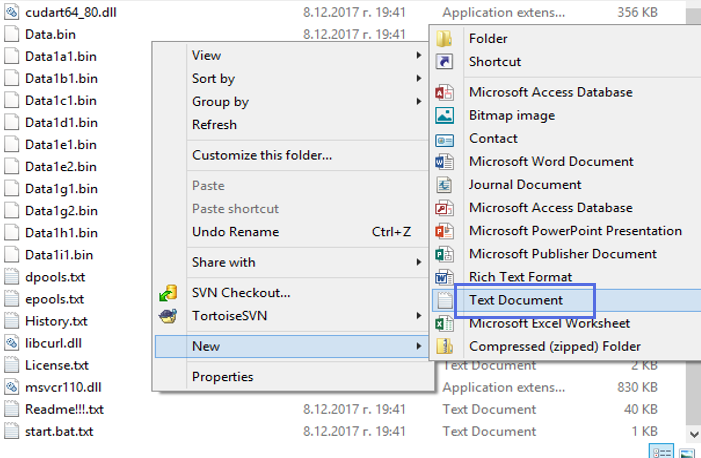 cudart64_80.dll 8.12.2017 г. 19:41 Application extens... 356 KB
Data.bin 8.12.2017 г. 19:41
Data1a1.bin
Data1b1.bin
Data1c1.bin
Data1d1.bin
Data1e1.bin
Data1e2.bin
Data1g1.bin
Data1g2.bin
Data1h1.bin
Data1i1.bin
dpools.txt
epools.txt
History.txt
libcurl.dll
License.txt Text Document 2 KB
msvcr110.dll Application extens... 830 KB
Readme!!!.txt 8.12.2017 г. 19:41 Text Document 40 KB
start.bat.txt 8.12.2017 г. 19:41 Text Document 1 KB
View
Sort by
Group by
Refresh
Customize this folder...
Paste
Paste shortcut
Undo Rename Ctrl+Z
Share with
SVN Checkout...
TortoiseSVN
New
Properties
Folder
Shortcut
Microsoft Access Database
Bitmap image
Contact
Microsoft Word Document
Journal Document
Microsoft Access Database
Microsoft PowerPoint Presentation
Microsoft Publisher Document
Rich Text Format
Text Document
Microsoft Excel Worksheet
Compressed (zipped) Folder